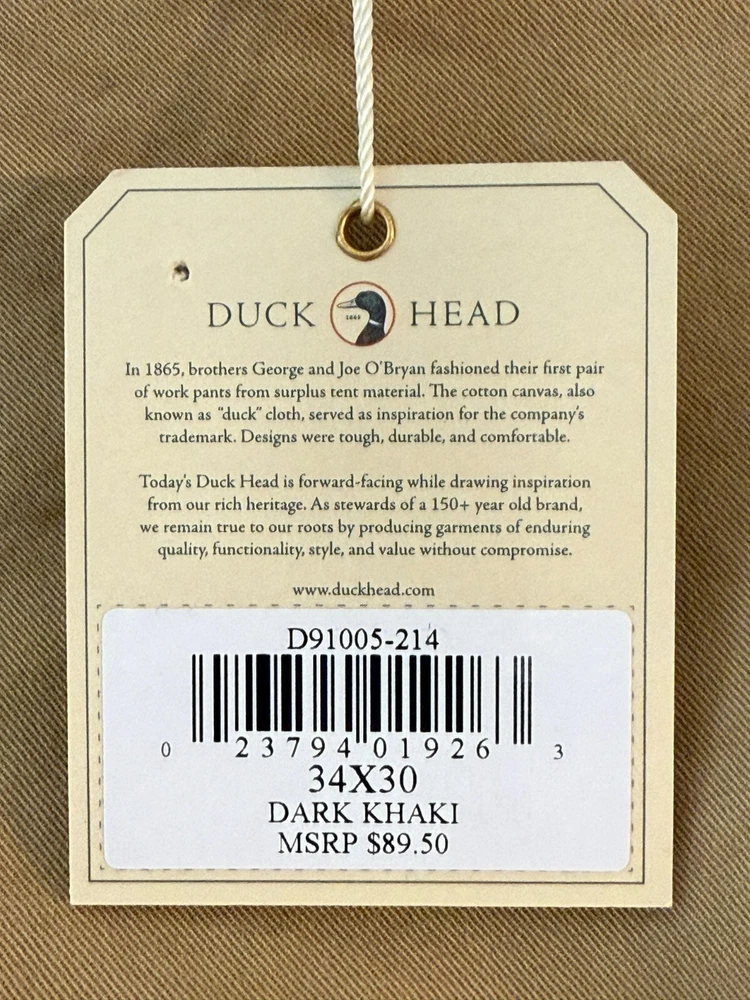 DUCK 1865 HEAD
In 1865, brothers George and Joe O'Bryan fashioned their first pair
of work pants from surplus tent material. The cotton canvas, also
known as "duck" cloth, served as inspiration for the company's
trademark. Designs were tough, durable, and comfortable.
Today's Duck Head is forward-facing while drawing inspiration
from our rich heritage. As stewards of a 150+ year old brand,
we remain true to our roots by producing garments of enduring
quality, functionality, style, and value without compromise.
www.duckhead.com
D91005-214
0 23794 01926 3
34X30
DARK KHAKI
MSRP $89.50